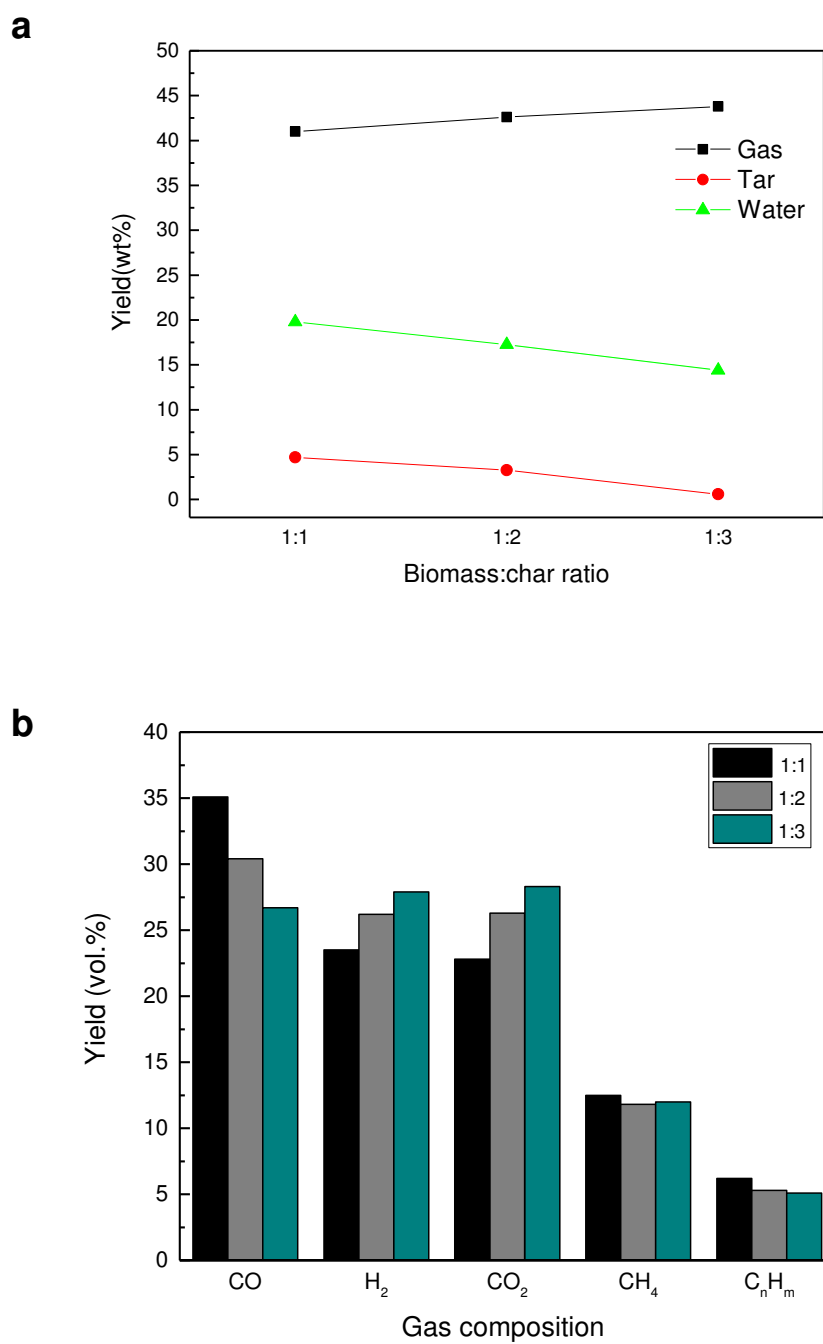 a
50
45
40
35
30
25
20
15
10
5
0
Yield(wt%)
Gas
Tar
Water
1:1
1:2
1:3
Biomass:char ratio
b
40
35
30
25
20
15
10
5
0
Yield (vol.%)
1:1
1:2
1:3
CO
H₂
CO₂
CH₄
CₙHₘ
Gas composition